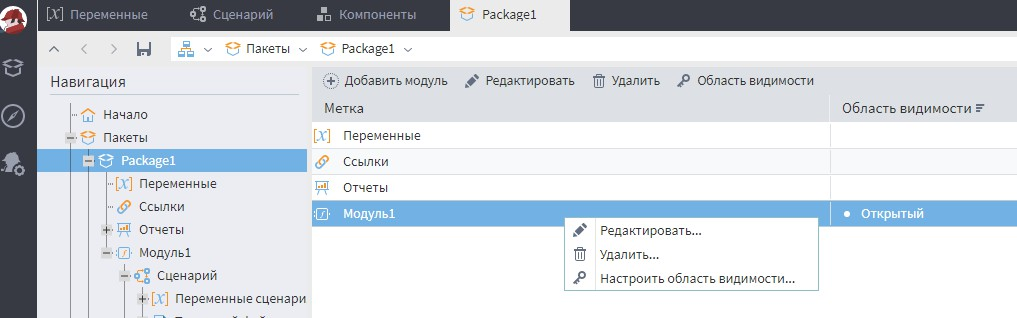 [x] Переменные Сценарий Компоненты Package1
Пакеты Package1
Навигация
Добавить модуль Редактировать Удалить Область видимости
Метка Область видимости
Начало
Пакеты
Package1
[x] Переменные
Ссылки
Отчеты
Модуль1
Сценарий
[x] Переменные сценари
[x] Переменные
Ссылки
Отчеты
Модуль1 Открытый
Редактировать...
Удалить...
Настроить область видимости...